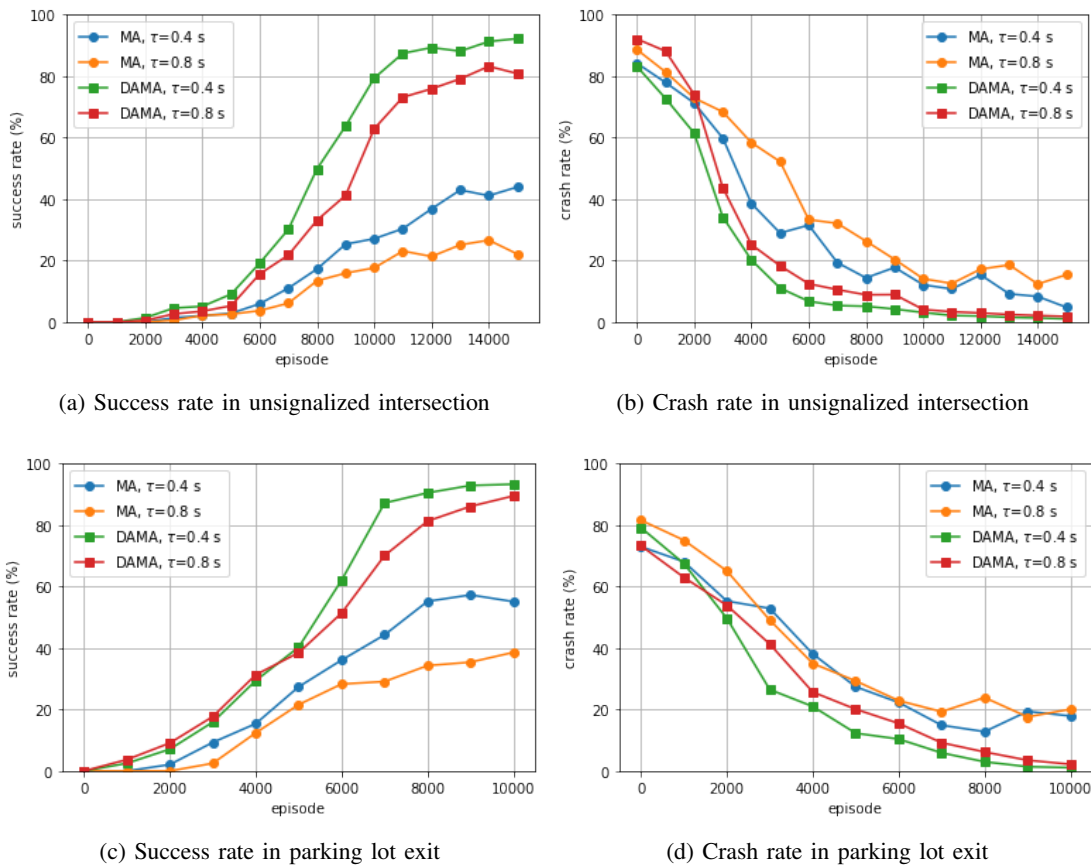 100
80
60
40
20
0
success rate (%)
MA, τ=0.4 s
MA, τ=0.8 s
DAMA, τ=0.4 s
DAMA, τ=0.8 s
0 2000 4000 6000 8000 10000 12000 14000
episode
(a) Success rate in unsignalized intersection
100
80
60
40
20
0
crash rate (%)
MA, τ=0.4 s
MA, τ=0.8 s
DAMA, τ=0.4 s
DAMA, τ=0.8 s
0 2000 4000 6000 8000 10000 12000 14000
episode
(b) Crash rate in unsignalized intersection
100
80
60
40
20
0
success rate (%)
MA, τ=0.4 s
MA, τ=0.8 s
DAMA, τ=0.4 s
DAMA, τ=0.8 s
0 2000 4000 6000 8000 10000
episode
(c) Success rate in parking lot exit
100
80
60
40
20
0
crash rate (%)
MA, τ=0.4 s
MA, τ=0.8 s
DAMA, τ=0.4 s
DAMA, τ=0.8 s
0 2000 4000 6000 8000 10000
episode
(d) Crash rate in parking lot exit